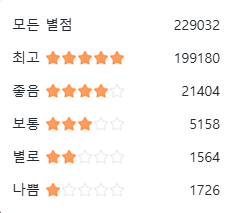 모든 별점 229032
최고 199180
좋음 21404
보통 5158
별로 1564
나쁨 1726